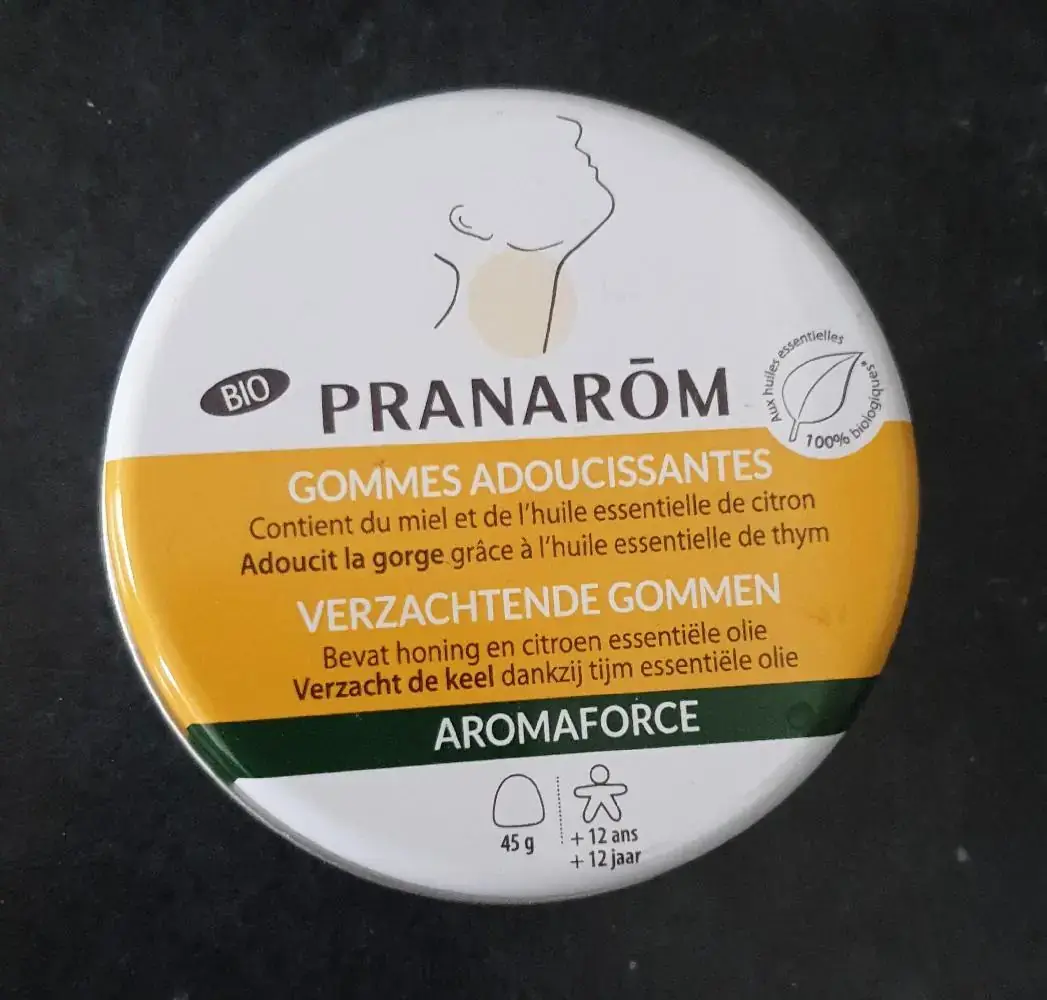 BIO
PRANARŌM
Aux huiles essentielles
100% biologiques*
GOMMES ADOUCISSANTES
Contient du miel et de l'huile essentielle de citron
Adoucit la gorge grâce à l'huile essentielle de thym
VERZACHTENDE GOMMEN
Bevat honing en citroen essentiële olie
Verzacht de keel dankzij tijm essentiële olie
AROMAFORCE
45 g
+ 12 ans
+ 12 jaar